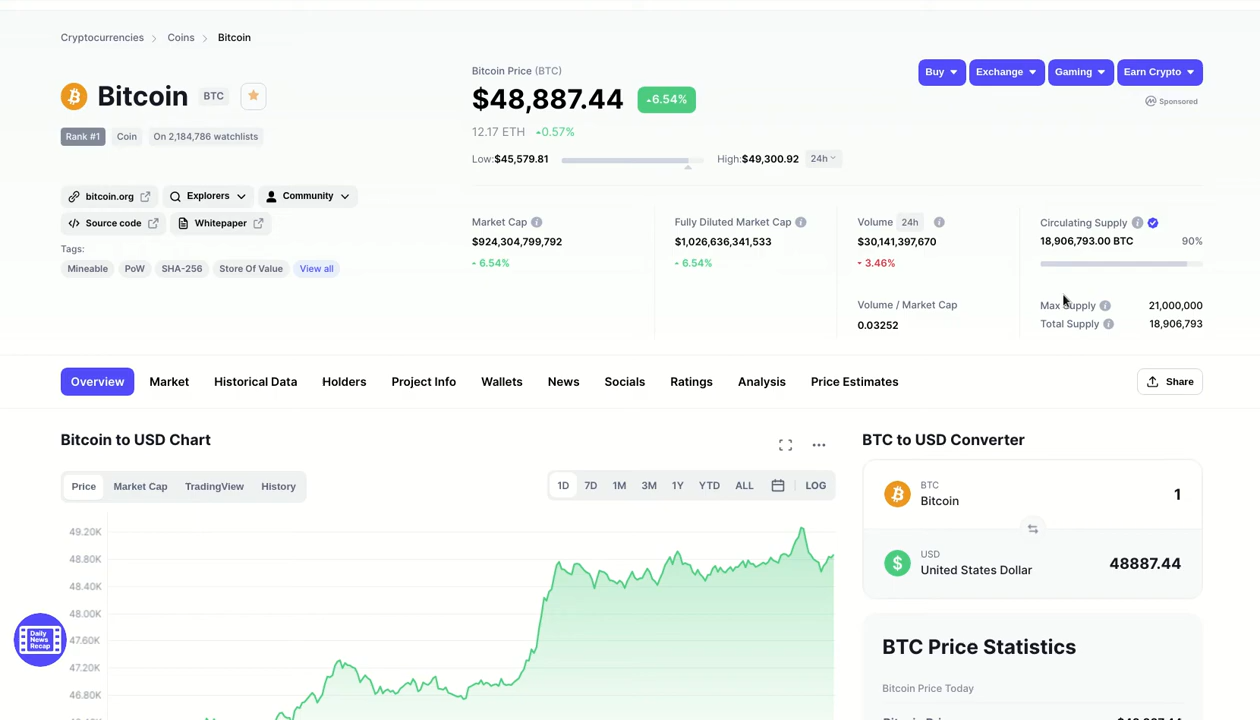 Cryptocurrencies > Coins > Bitcoin
Bitcoin BTC
Rank #1 Coin On 2,184,786 watchlists
bitcoin.org Explorers Community
Source code Whitepaper
Tags:
Mineable PoW SHA-256 Store Of Value View all
Bitcoin Price (BTC)
$48,887.44 6.54%
12.17 ETH 0.57%
Low:$45,579.81 High:$49,300.92 24h
Buy Exchange Gaming Earn Crypto
Sponsored
Market Cap
$924,304,799,792
6.54%
Fully Diluted Market Cap
$1,026,636,341,533
6.54%
Volume 24h
$30,141,397,670
3.46%
Volume / Market Cap
0.03252
Circulating Supply
18,906,793.00 BTC 90%
Max Supply 21,000,000
Total Supply 18,906,793
Overview Market Historical Data Holders Project Info Wallets News Socials Ratings Analysis Price Estimates Share
Bitcoin to USD Chart
Price Market Cap TradingView History
1D 7D 1M 3M 1Y YTD ALL LOG
49.20K
48.80K
48.40K
48.00K
47.60K
47.20K
46.80K
Daily
News
Recap
BTC to USD Converter
BTC
Bitcoin 1
USD
United States Dollar 48887.44
BTC Price Statistics
Bitcoin Price Today